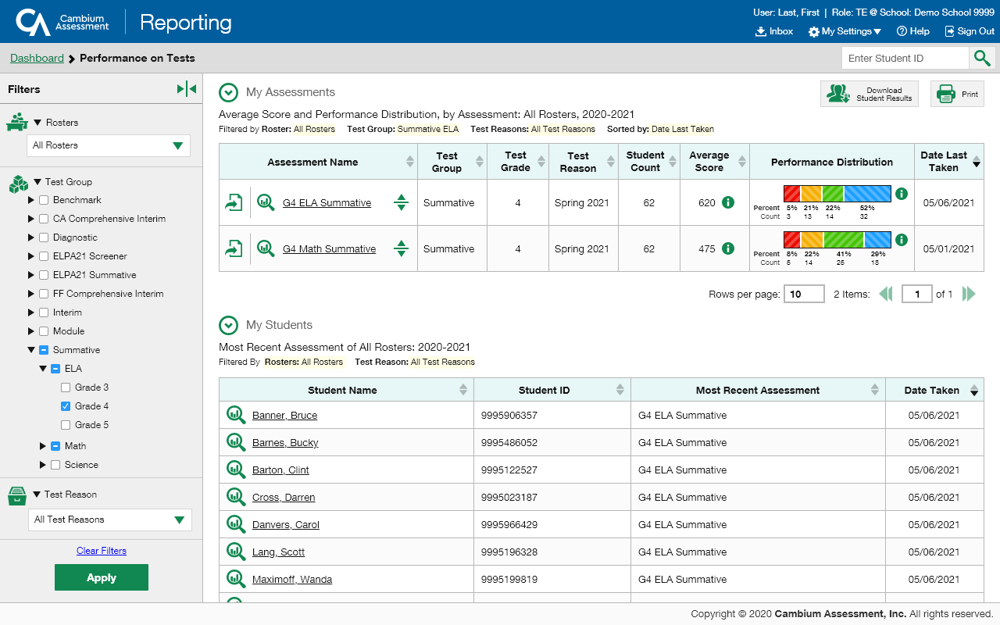 CA Cambium Assessment
Reporting
User: Last, First | Role: TE @ School: Demo School 9999
Inbox My Settings Help Sign Out
Dashboard Performance on Tests
Enter Student ID
Filters
Rosters
All Rosters
Test Group
Benchmark
CA Comprehensive Interim
Diagnostic
ELPA21 Screener
ELPA21 Summative
FF Comprehensive Interim
Interim
Module
Summative
ELA
Grade 3
Grade 4
Grade 5
Math
Science
Test Reason
All Test Reasons
Clear Filters
Apply
My Assessments
Download Student Results
Print
Average Score and Performance Distribution, by Assessment: All Rosters, 2020-2021
Filtered by Roster: All Rosters Test Group: Summative ELA Test Reasons: All Test Reasons Sorted by: Date Last Taken
Assessment Name Test Group Test Grade Test Reason Student Count Average Score Performance Distribution Date Last Taken
G4 ELA Summative Summative 4 Spring 2021 62 620 05/06/2021
Percent 5% 21% 22% 52%
Count 3 13 14 32
G4 Math Summative Summative 4 Spring 2021 62 475 05/01/2021
Percent 8% 22% 41% 29%
Count 5 14 25 18
Rows per page: 10 2 Items: 1 of 1
My Students
Most Recent Assessment of All Rosters: 2020-2021
Filtered By Rosters: All Rosters Test Reason: All Test Reasons
Student Name Student ID Most Recent Assessment Date Taken
Banner, Bruce 9995906357 G4 ELA Summative 05/06/2021
Barnes, Bucky 9995486052 G4 ELA Summative 05/06/2021
Barton, Clint 9995122527 G4 ELA Summative 05/06/2021
Cross, Darren 9995023187 G4 ELA Summative 05/06/2021
Danvers, Carol 9995966429 G4 ELA Summative 05/06/2021
Lang, Scott 9995196328 G4 ELA Summative 05/06/2021
Maximoff, Wanda 9995199819 G4 ELA Summative 05/06/2021
Copyright © 2020 Cambium Assessment, Inc. All rights reserved.